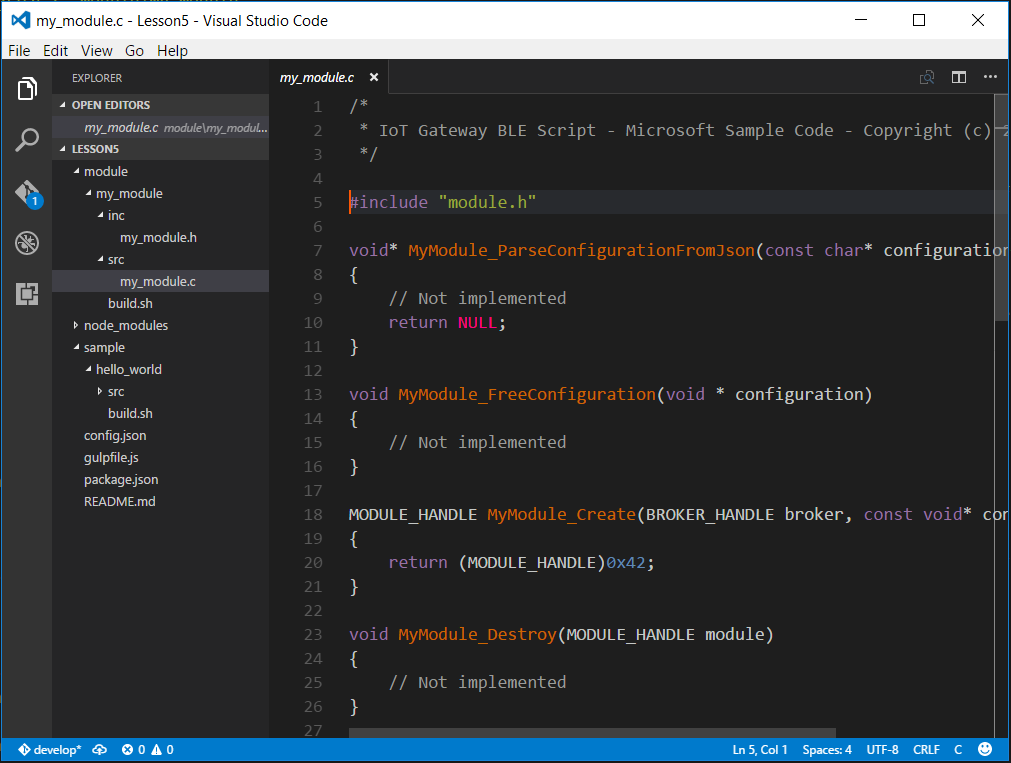 my_module.c - Lesson5 - Visual Studio Code
File Edit View Go Help
EXPLORER
OPEN EDITORS
my_module.c module\my_modul...
LESSON5
module
my_module
inc
my_module.h
src
my_module.c
build.sh
node_modules
sample
hello_world
src
build.sh
config.json
gulpfile.js
package.json
README.md
1
my_module.c
1 /*
2 * IoT Gateway BLE Script - Microsoft Sample Code - Copyright (c)
3 */
4
5 #include "module.h"
6
7 void* MyModule_ParseConfigurationFromJson(const char* configuration
8 {
9 // Not implemented
10 return NULL;
11 }
12
13 void MyModule_FreeConfiguration(void * configuration)
14 {
15 // Not implemented
16 }
17
18 MODULE_HANDLE MyModule_Create(BROKER_HANDLE broker, const void* con
19 {
20 return (MODULE_HANDLE)0x42;
21 }
22
23 void MyModule_Destroy(MODULE_HANDLE module)
24 {
25 // Not implemented
26 }
27
develop* 0 0 Ln 5, Col 1 Spaces: 4 UTF-8 CRLF C